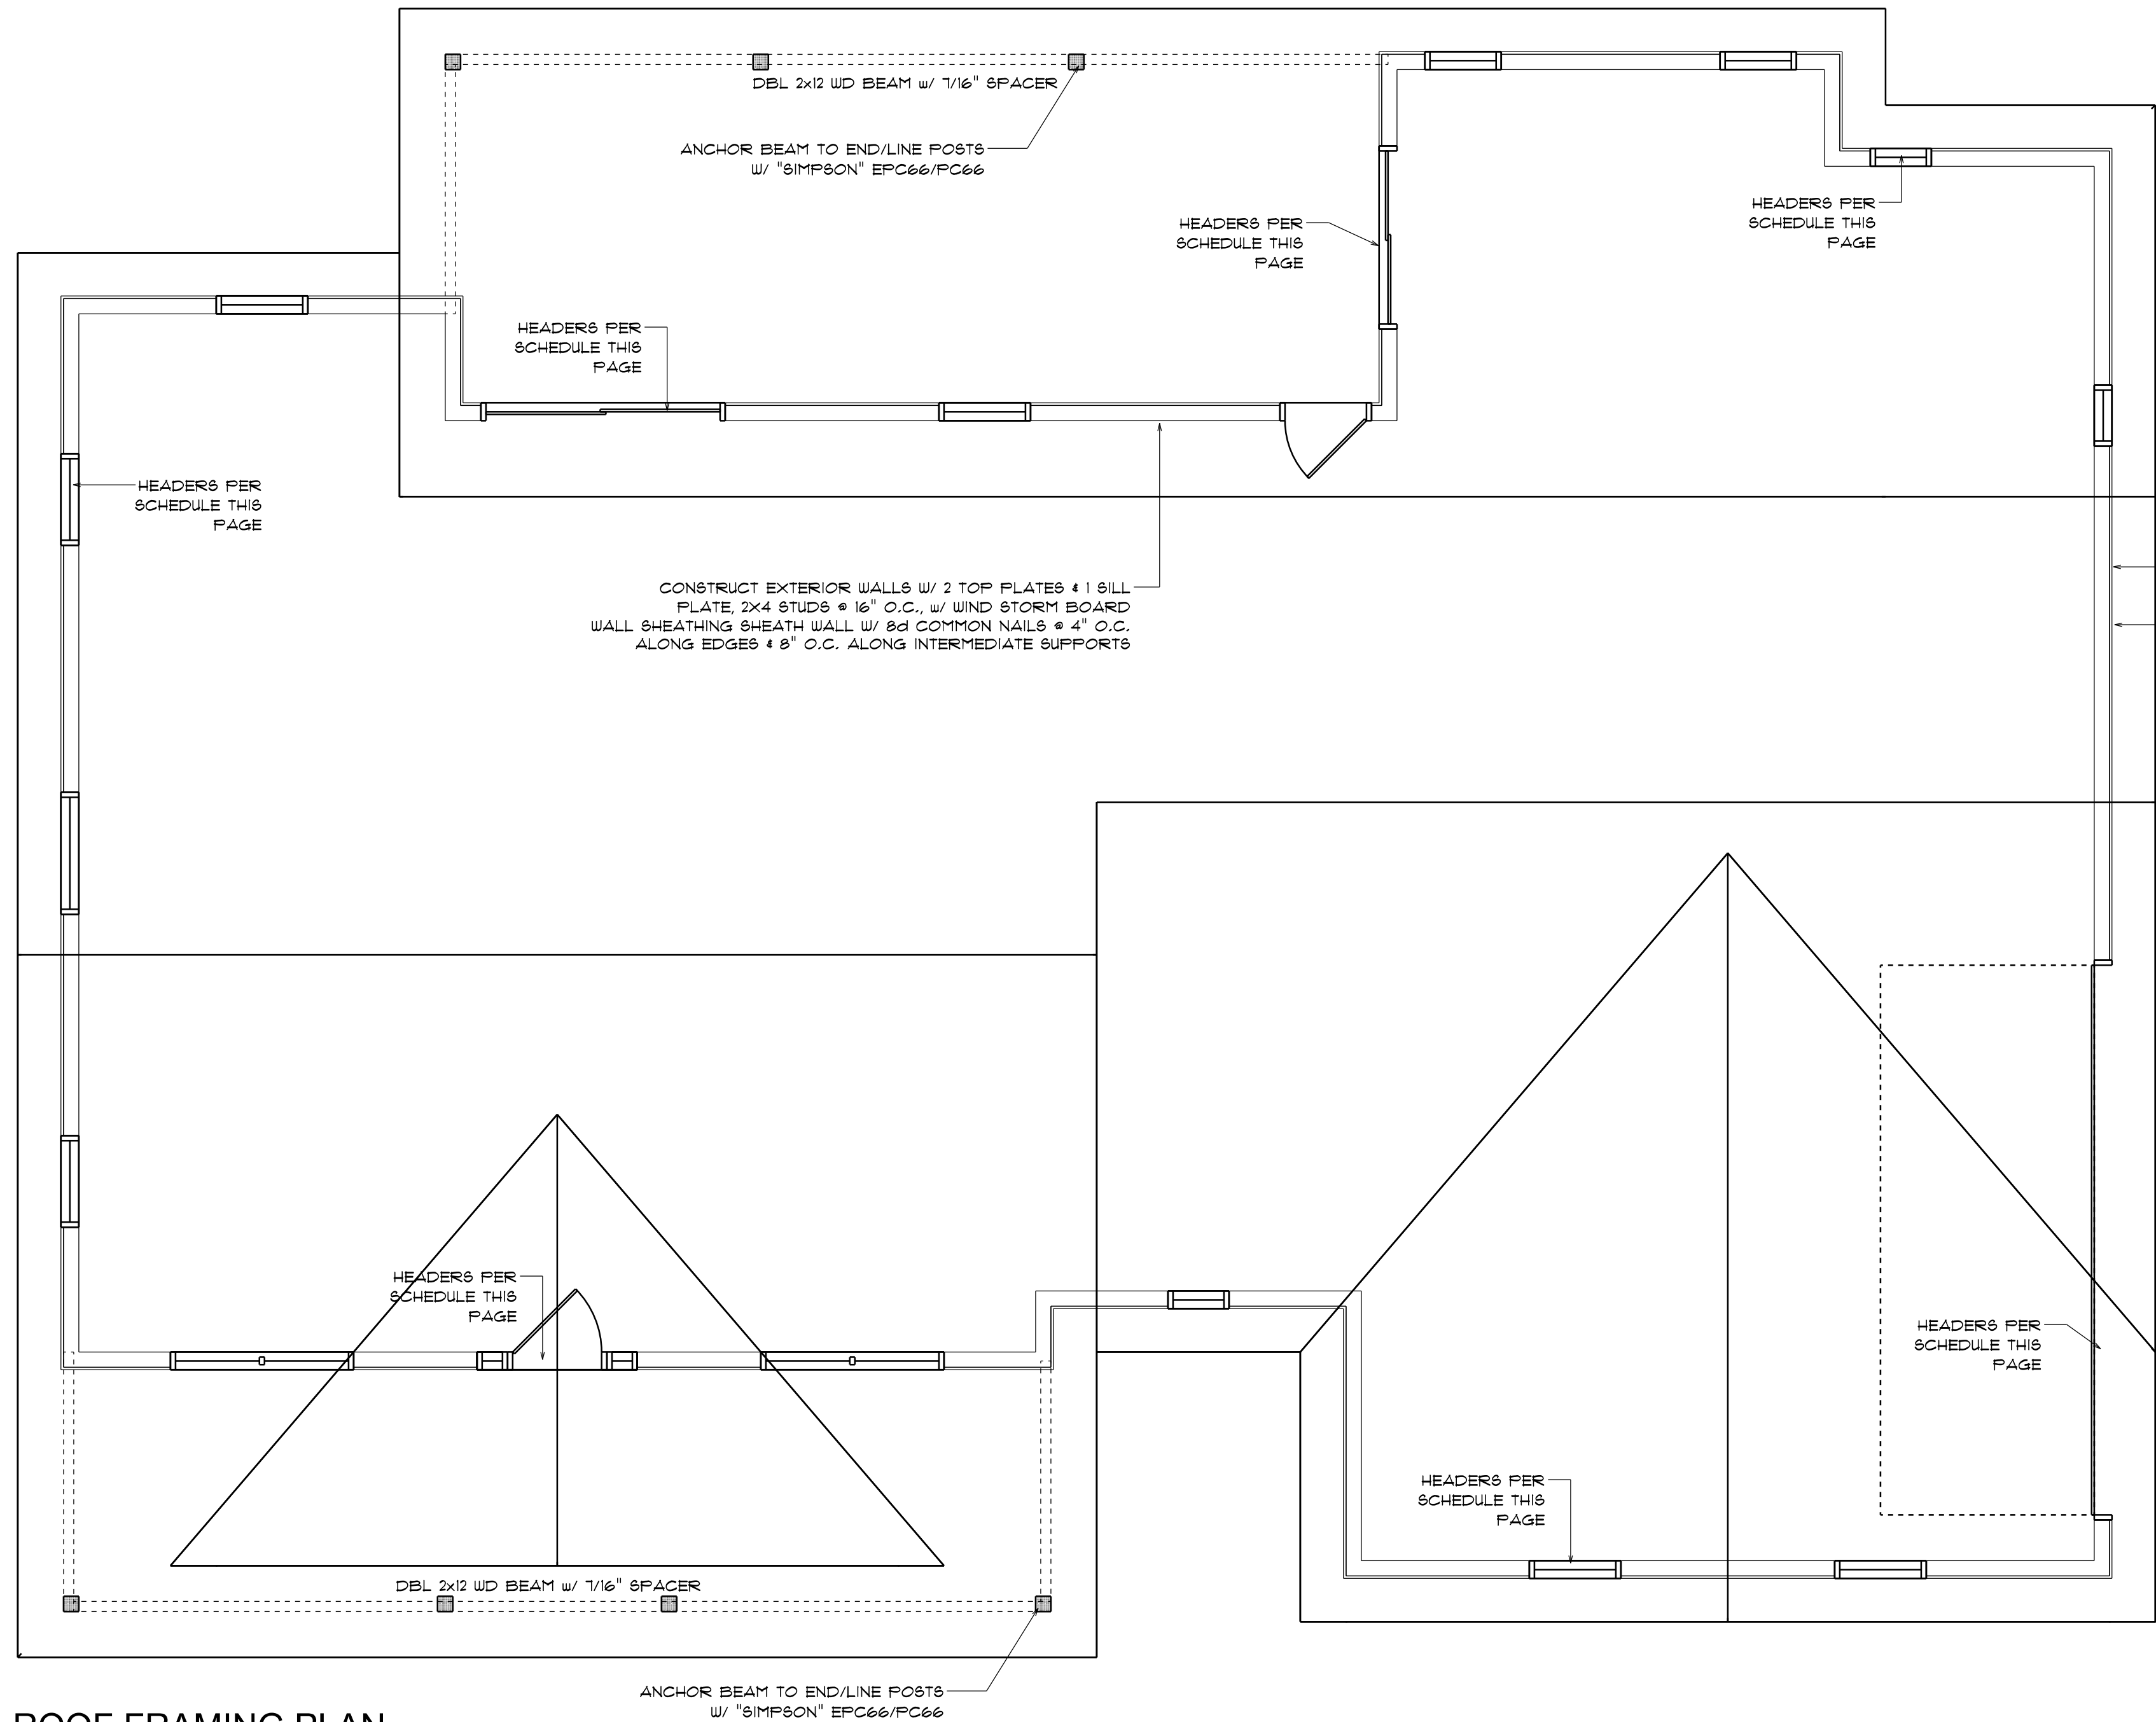 DBL 2x12 WD BEAM w/ 7/16" SPACER
ANCHOR BEAM TO END/LINE POSTS
W/ "SIMPSON" EPC66/PC66
HEADERS PER
SCHEDULE THIS
PAGE
HEADERS PER
SCHEDULE THIS
PAGE
HEADERS PER
SCHEDULE THIS
PAGE
HEADERS PER
SCHEDULE THIS
PAGE
CONSTRUCT EXTERIOR WALLS W/ 2 TOP PLATES & 1 SILL
PLATE, 2X4 STUDS @ 16" O.C., w/ WIND STORM BOARD
WALL SHEATHING SHEATH WALL W/ 8d COMMON NAILS @ 4" O.C.
ALONG EDGES & 8" O.C. ALONG INTERMEDIATE SUPPORTS
HEADERS PER
SCHEDULE THIS
PAGE
HEADERS PER
SCHEDULE THIS
PAGE
HEADERS PER
SCHEDULE THIS
PAGE
DBL 2x12 WD BEAM w/ 7/16" SPACER
ANCHOR BEAM TO END/LINE POSTS
W/ "SIMPSON" EPC66/PC66
ROOF FRAMING PLAN